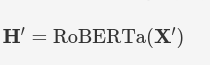 H′ = RoBERTa(X′)